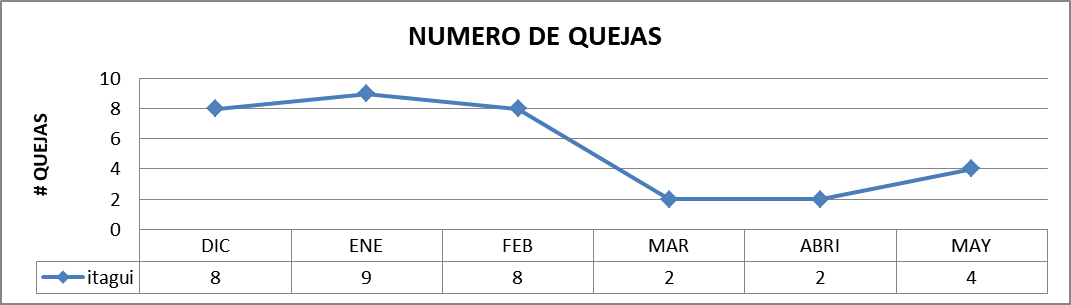 NUMERO DE QUEJAS
# QUEJAS
10
8
6
4
2
0
DIC ENE FEB MAR ABRI MAY
itagui 8 9 8 2 2 4